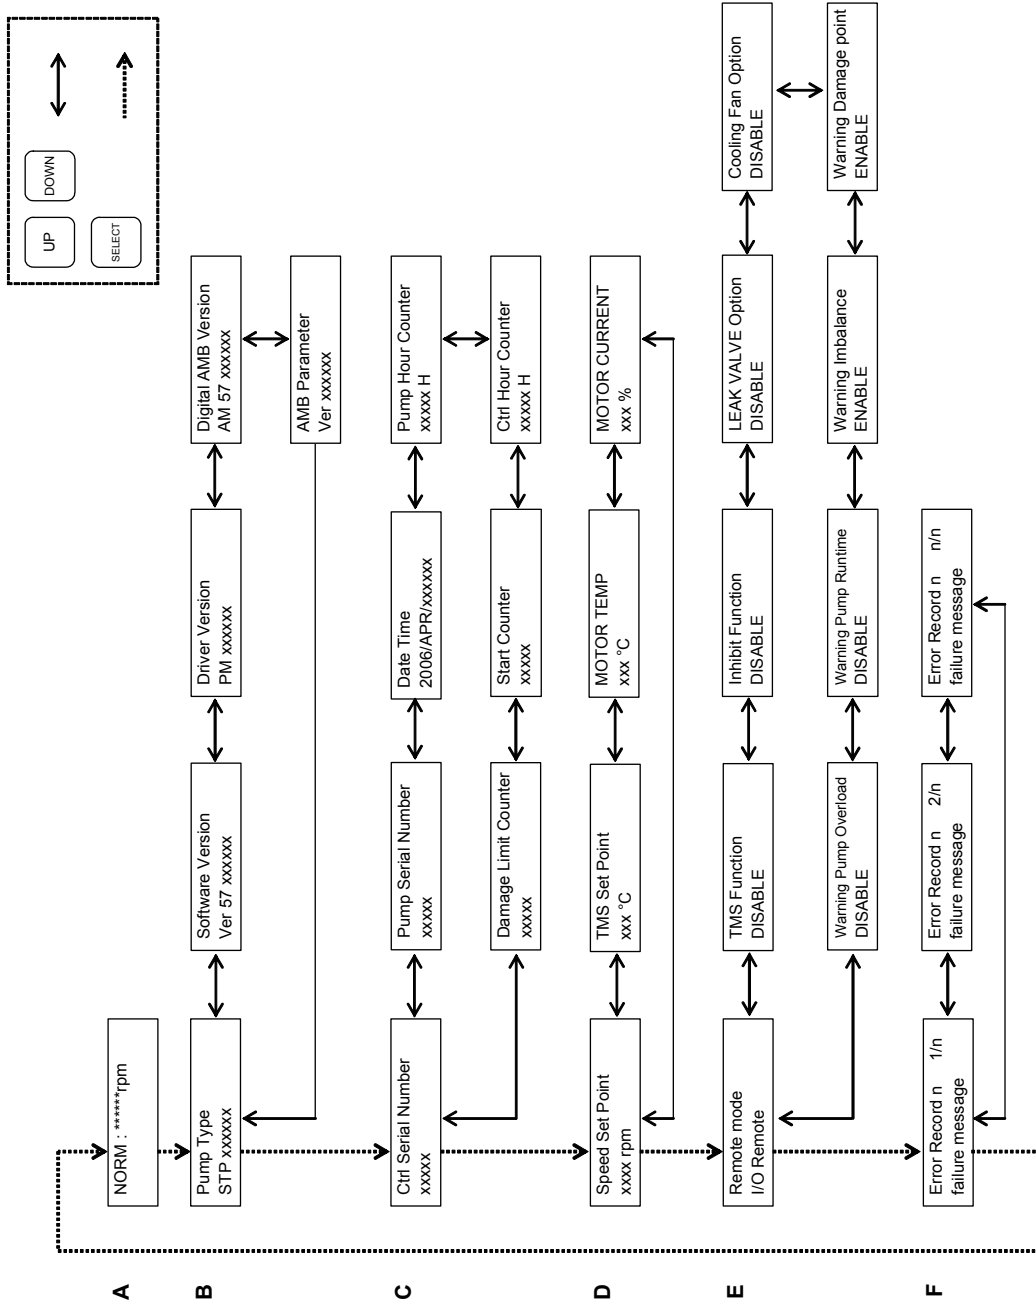 UP
DOWN
SELECT
A
NORM : ******rpm
B
Pump Type
STP xxxxxx
Software Version
Ver 57 xxxxxx
Driver Version
PM xxxxxx
Digital AMB Version
AM 57 xxxxxx
AMB Parameter
Ver xxxxxx
C
Ctrl Serial Number
xxxxx
Pump Serial Number
xxxxx
Date Time
2006/APR/xxxxxx
Pump Hour Counter
xxxxx H
Damage Limit Counter
xxxxx
Start Counter
xxxxx
Ctrl Hour Counter
xxxxx H
D
Speed Set Point
xxxx rpm
TMS Set Point
xxx °C
MOTOR TEMP
xxx °C
MOTOR CURRENT
xxx %
E
Remote mode
I/O Remote
TMS Function
DISABLE
Inhibit Function
DISABLE
LEAK VALVE Option
DISABLE
Cooling Fan Option
DISABLE
Warning Pump Overload
DISABLE
Warning Pump Runtime
DISABLE
Warning Imbalance
ENABLE
Warning Damage point
ENABLE
F
Error Record n 1/n
failure message
Error Record n 2/n
failure message
Error Record n n/n
failure message